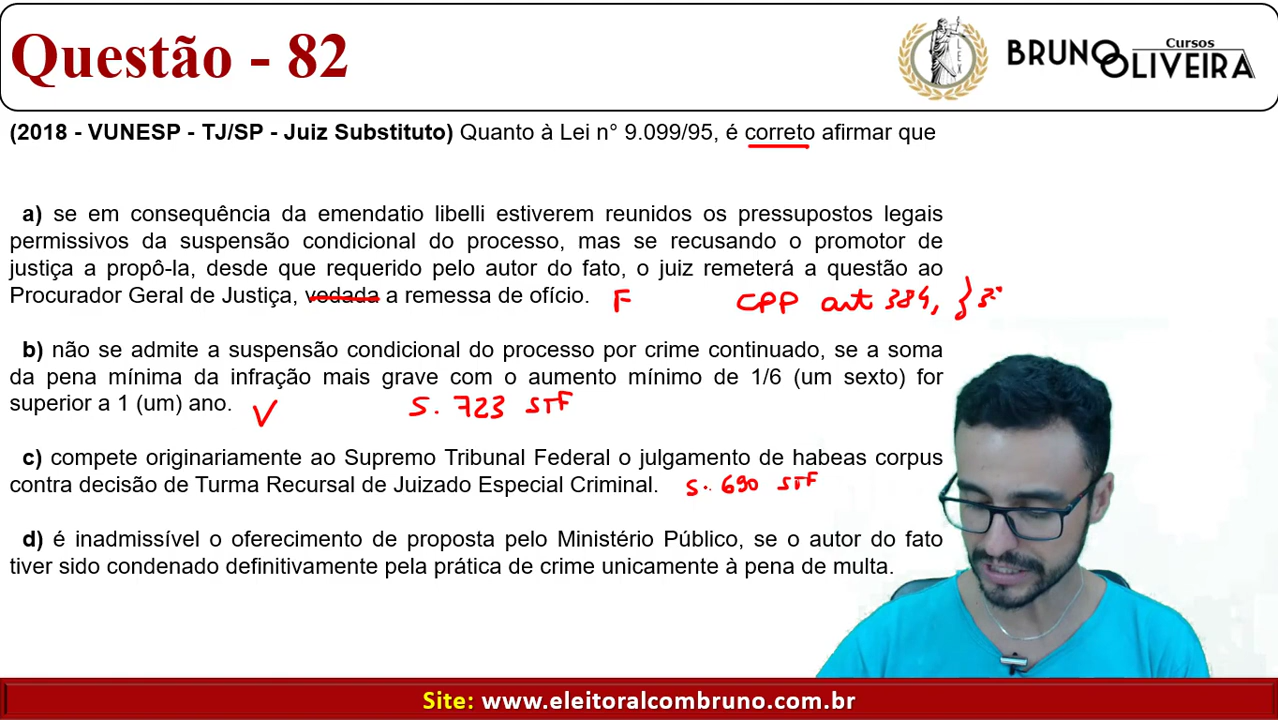 Questão - 82
Cursos
BRUNO OLIVEIRA
LEX
(2018 - VUNESP - TJ/SP - Juiz Substituto) Quanto à Lei n° 9.099/95, é correto afirmar que
a) se em consequência da emendatio libelli estiverem reunidos os pressupostos legais
permissivos da suspensão condicional do processo, mas se recusando o promotor de
justiça a propô-la, desde que requerido pelo autor do fato, o juiz remeterá a questão ao
Procurador Geral de Justiça, vedada a remessa de ofício. F CPP art 384,
b) não se admite a suspensão condicional do processo por crime continuado, se a soma
da pena mínima da infração mais grave com o aumento mínimo de 1/6 (um sexto) for
superior a 1 (um) ano. V S. 723 STF
c) compete originariamente ao Supremo Tribunal Federal o julgamento de habeas corpus
contra decisão de Turma Recursal de Juizado Especial Criminal. S. 690 STF
d) é inadmissível o oferecimento de proposta pelo Ministério Público, se o autor do fato
tiver sido condenado definitivamente pela prática de crime unicamente à pena de multa.
Site: www.eleitoralcombruno.com.br